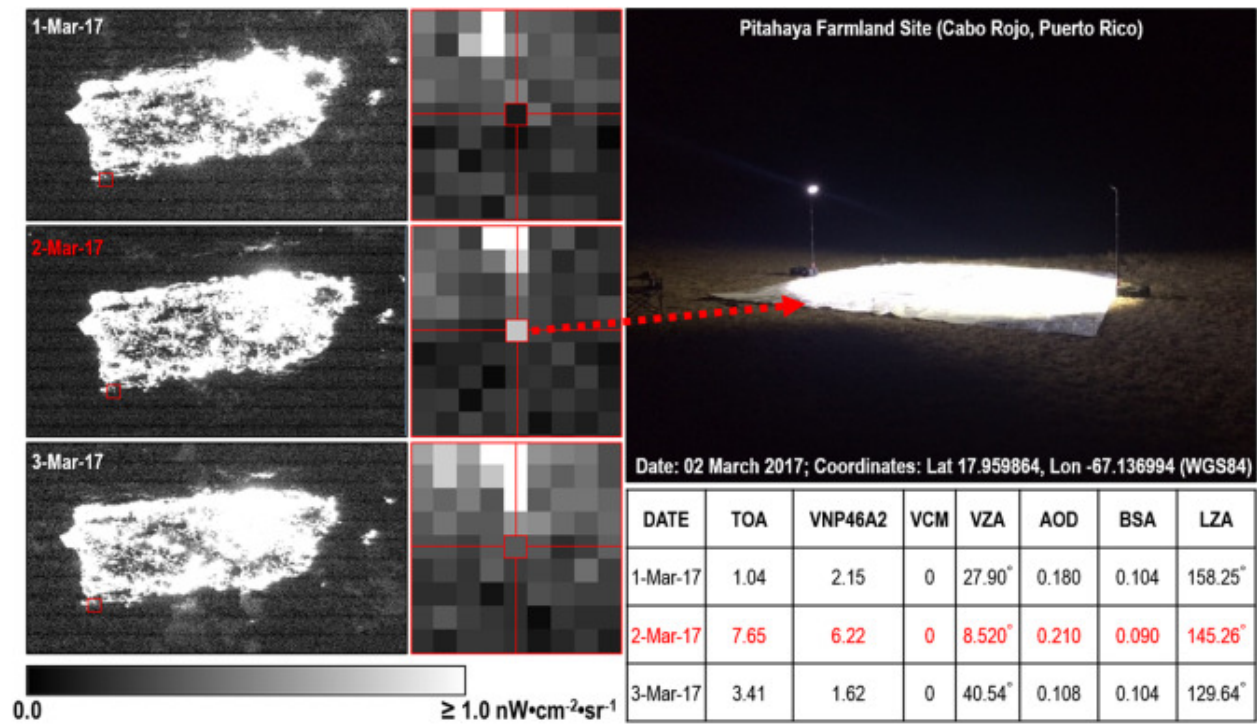 1-Mar-17
2-Mar-17
3-Mar-17
0.0
≥ 1.0 nW•cm⁻²•sr⁻¹
Pitahaya Farmland Site (Cabo Rojo, Puerto Rico)
Date: 02 March 2017; Coordinates: Lat 17.959864, Lon -67.136994 (WGS84)
DATE TOA VNP46A2 VCM VZA AOD BSA LZA
1-Mar-17 1.04 2.15 0 27.90° 0.180 0.104 158.25°
2-Mar-17 7.65 6.22 0 8.520° 0.210 0.090 145.26°
3-Mar-17 3.41 1.62 0 40.54° 0.108 0.104 129.64°